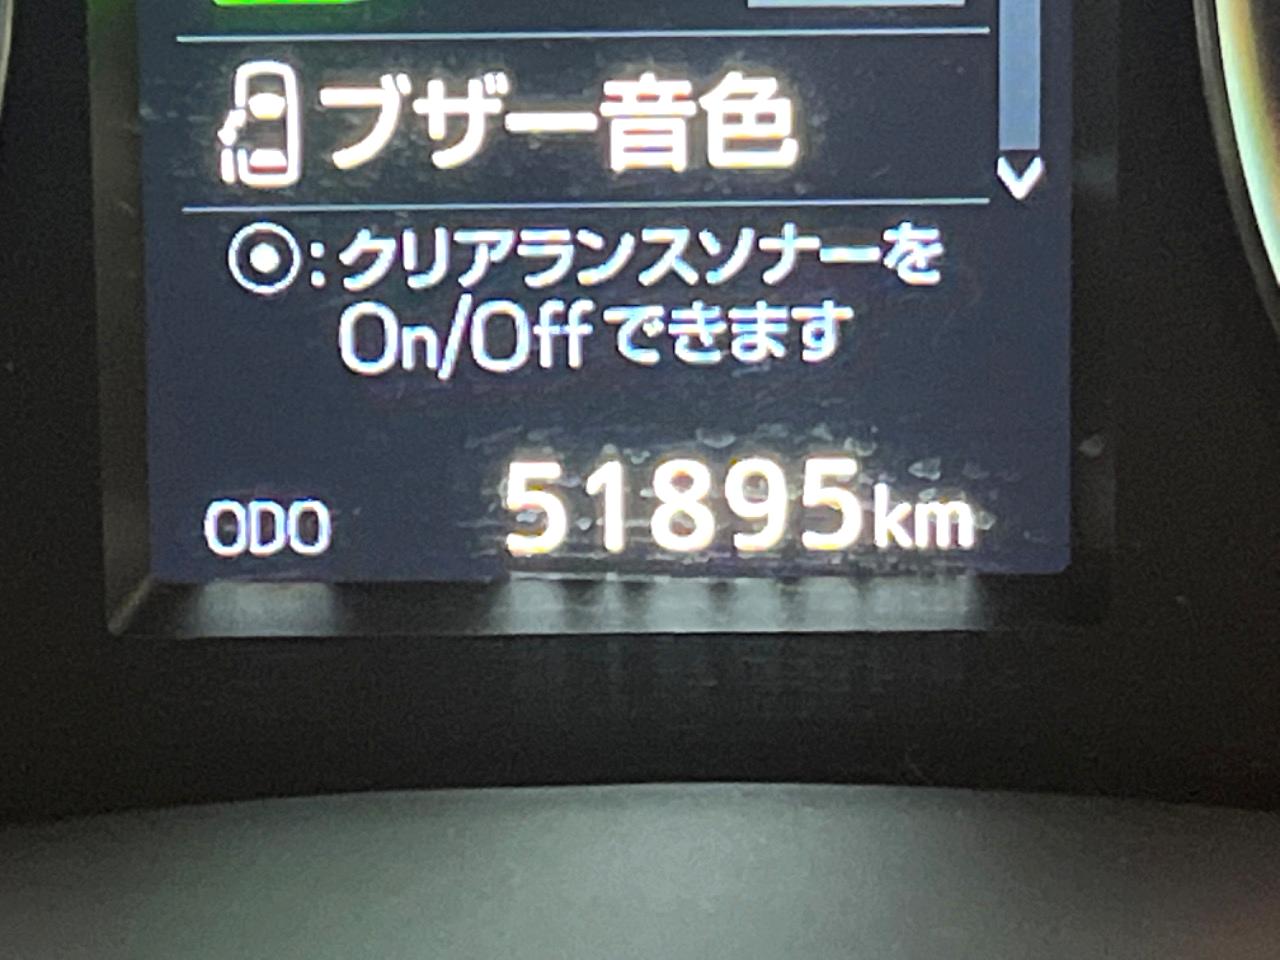 ブザー音色
⦿:クリアランスソナーを
On/Offできます
ODO 51895km